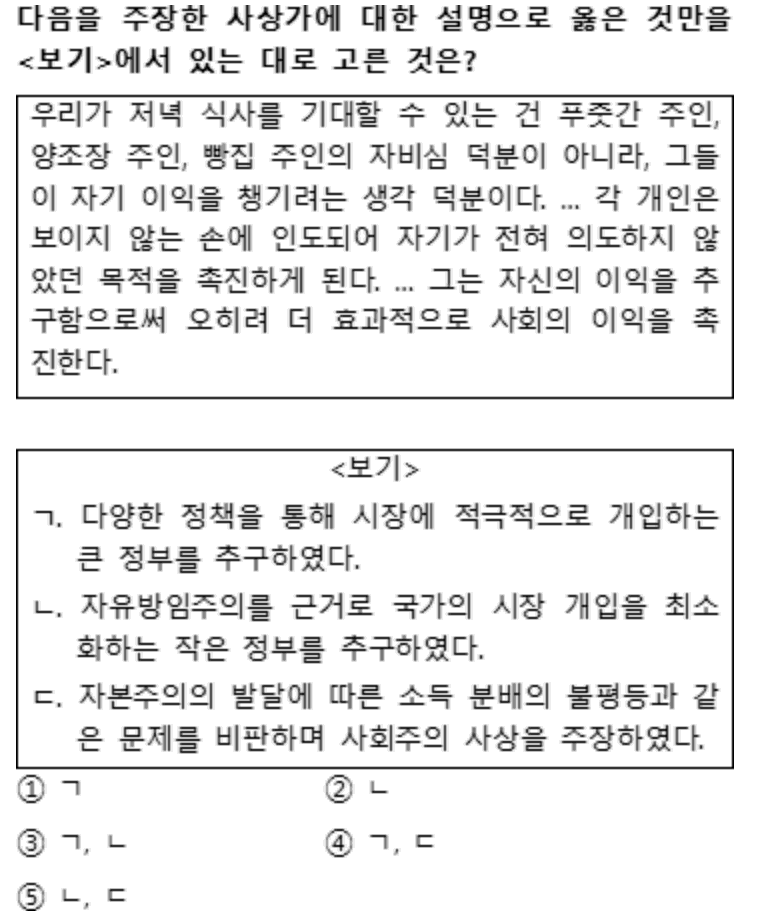 다음을 주장한 사상가에 대한 설명으로 옳은 것만을
<보기>에서 있는 대로 고른 것은?
우리가 저녁 식사를 기대할 수 있는 건 푸줏간 주인,
양조장 주인, 빵집 주인의 자비심 덕분이 아니라, 그들
이 자기 이익을 챙기려는 생각 덕분이다. ... 각 개인은
보이지 않는 손에 인도되어 자기가 전혀 의도하지 않
았던 목적을 촉진하게 된다. ... 그는 자신의 이익을 추
구함으로써 오히려 더 효과적으로 사회의 이익을 촉
진한다.
<보기>
ㄱ. 다양한 정책을 통해 시장에 적극적으로 개입하는
큰 정부를 추구하였다.
ㄴ. 자유방임주의를 근거로 국가의 시장 개입을 최소
화하는 작은 정부를 추구하였다.
ㄷ. 자본주의의 발달에 따른 소득 분배의 불평등과 같
은 문제를 비판하며 사회주의 사상을 주장하였다.
① ㄱ ② ㄴ
③ ㄱ, ㄴ ④ ㄱ, ㄷ
⑤ ㄴ, ㄷ